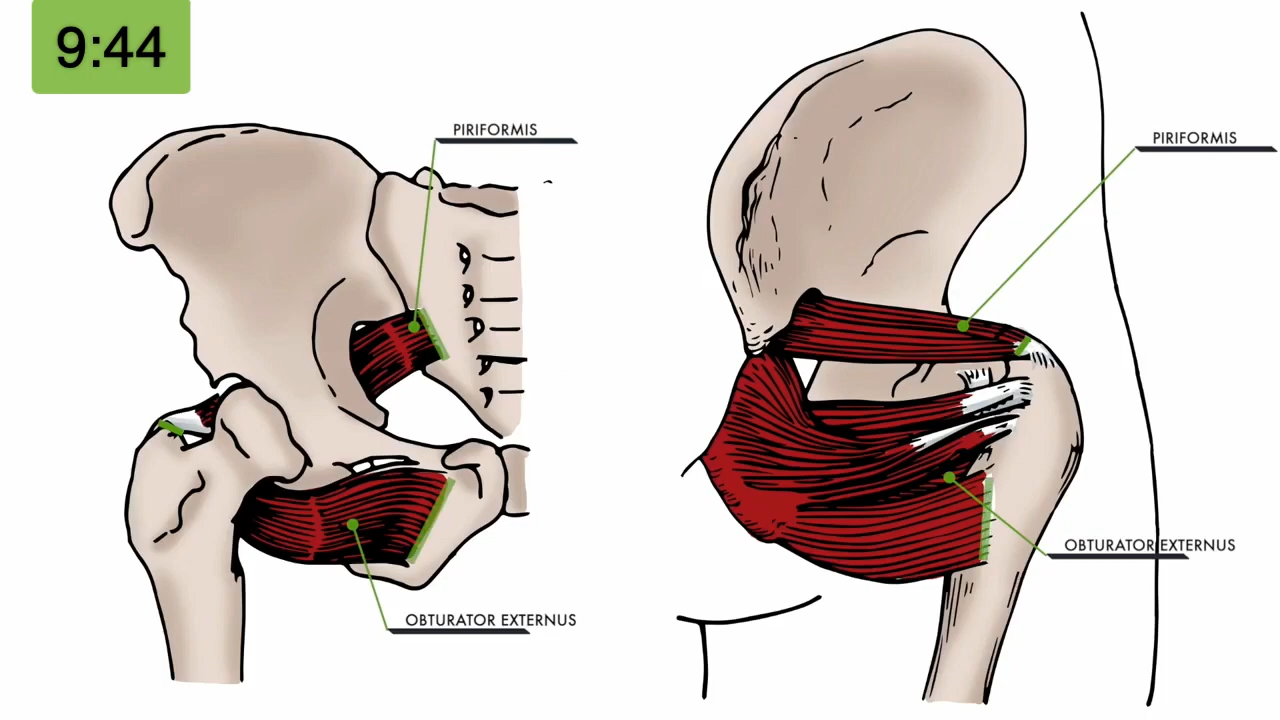 9:44
PIRIFORMIS
PIRIFORMIS
OBTURATOR EXTERNUS
OBTURATOR EXTERNUS